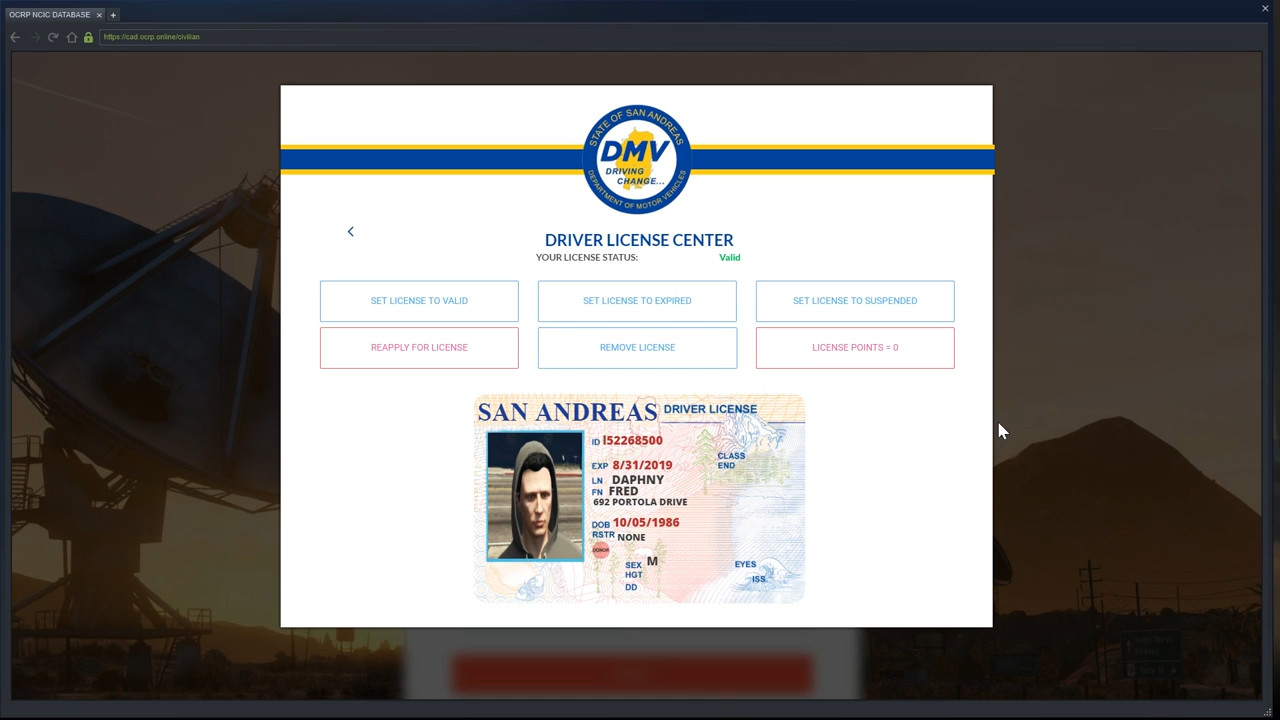 OCRP NCIC DATABASE
https://cad.ocrp.online/civilian
STATE OF SAN ANDREAS
DMV
DRIVING
CHANGE...
DEPARTMENT OF MOTOR VEHICLES
DRIVER LICENSE CENTER
YOUR LICENSE STATUS: Valid
SET LICENSE TO VALID SET LICENSE TO EXPIRED SET LICENSE TO SUSPENDED
REAPPLY FOR LICENSE REMOVE LICENSE LICENSE POINTS = 0
SAN ANDREAS DRIVER LICENSE
ID I52268500
CLASS
EXP 8/31/2019 END
LN DAPHNY
FN FRED
692 PORTOLA DRIVE
DOB 10/05/1986
RSTR NONE
DONOR
SEX M EYES
HGT ISS
DD